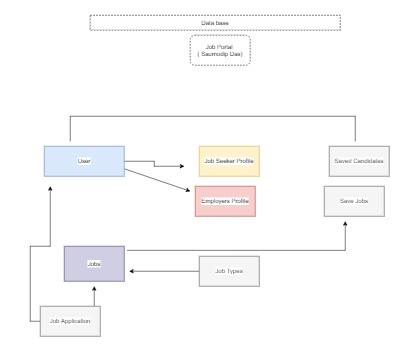 Data base
Job Portal
( Saumodip Das)
User
Job Seeker Profile
Saved Candidates
Employers Profile
Save Jobs
Jobs
Job Types
Job Application